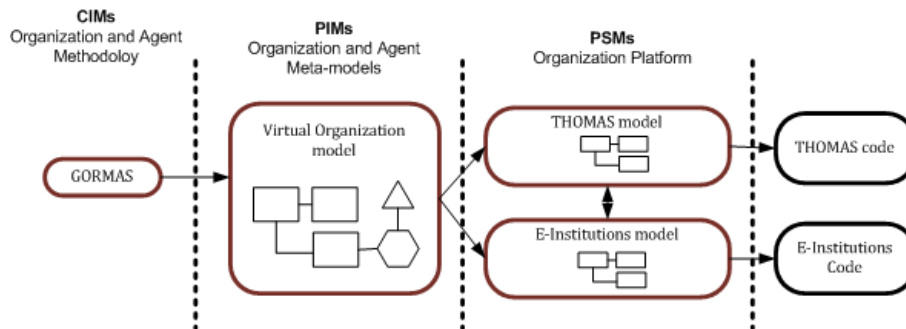 CIMs
Organization and Agent
Methodoloy
PIMs
Organization and Agent
Meta-models
PSMs
Organization Platform
GORMAS
Virtual Organization
model
THOMAS model
E-Institutions model
THOMAS code
E-Institutions
Code